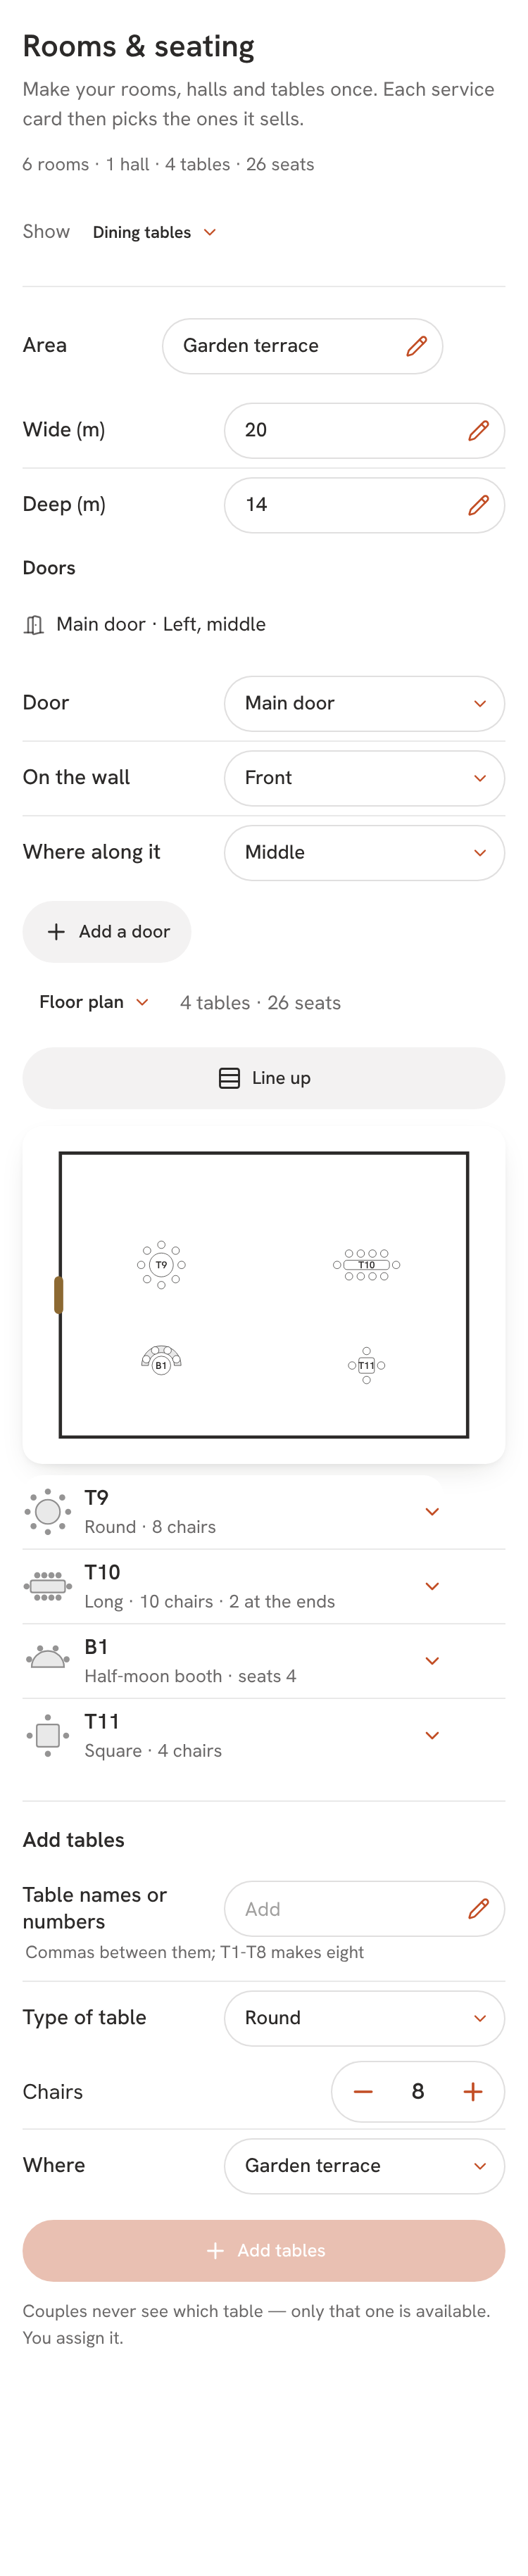 Rooms & seating
Make your rooms, halls and tables once. Each service
card then picks the ones it sells.
6 rooms · 1 hall · 4 tables · 26 seats
Show Dining tables
Area Garden terrace
Wide (m) 20
Deep (m) 14
Doors
Main door · Left, middle
Door Main door
On the wall Front
Where along it Middle
Add a door
Floor plan 4 tables · 26 seats
Line up
T9 T10
B1 T11
T9
Round · 8 chairs
T10
Long · 10 chairs · 2 at the ends
B1
Half-moon booth · seats 4
T11
Square · 4 chairs
Add tables
Table names or
numbers
Add
Commas between them; T1-T8 makes eight
Type of table Round
Chairs 8
Where Garden terrace
Add tables
Couples never see which table — only that one is available.
You assign it.